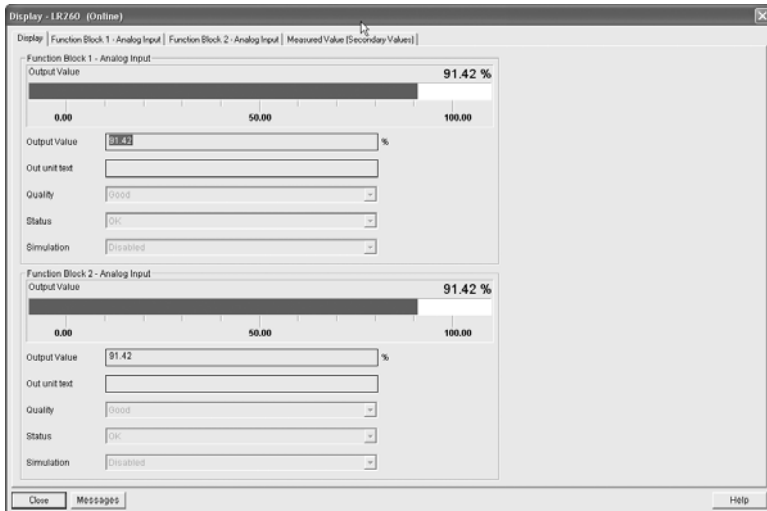 Display - LR260 (Online)
Display Function Block 1 - Analog Input Function Block 2 - Analog Input Measured Value (Secondary Values)
Function Block 1 - Analog Input
Output Value 91.42 %
0.00 50.00 100.00
Output Value 91.42 %
Out unit text
Quality Good
Status OK
Simulation Disabled
Function Block 2 - Analog Input
Output Value 91.42 %
0.00 50.00 100.00
Output Value 91.42 %
Out unit text
Quality Good
Status OK
Simulation Disabled
Close Messages Help